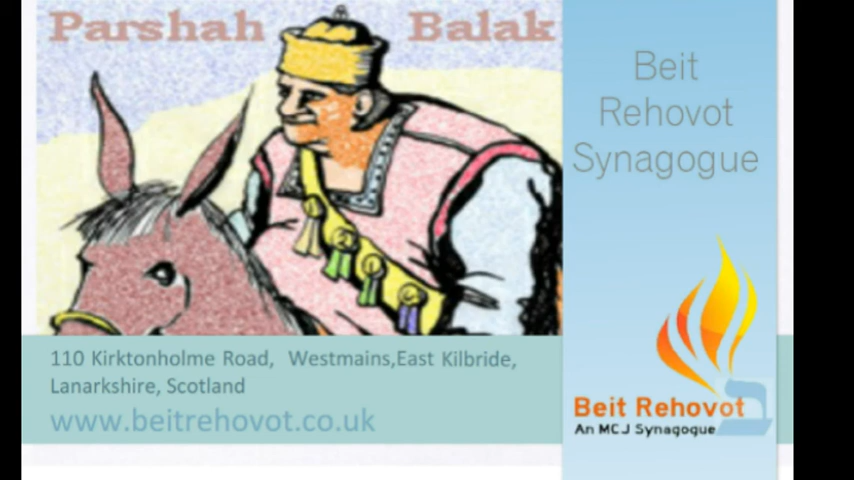 Parshah Balak
Beit
Rehovot
Synagogue
110 Kirktonholme Road, Westmains,East Kilbride,
Lanarkshire, Scotland
www.beitrehovot.co.uk
Beit Rehovot
An MCJ Synagogue
ב